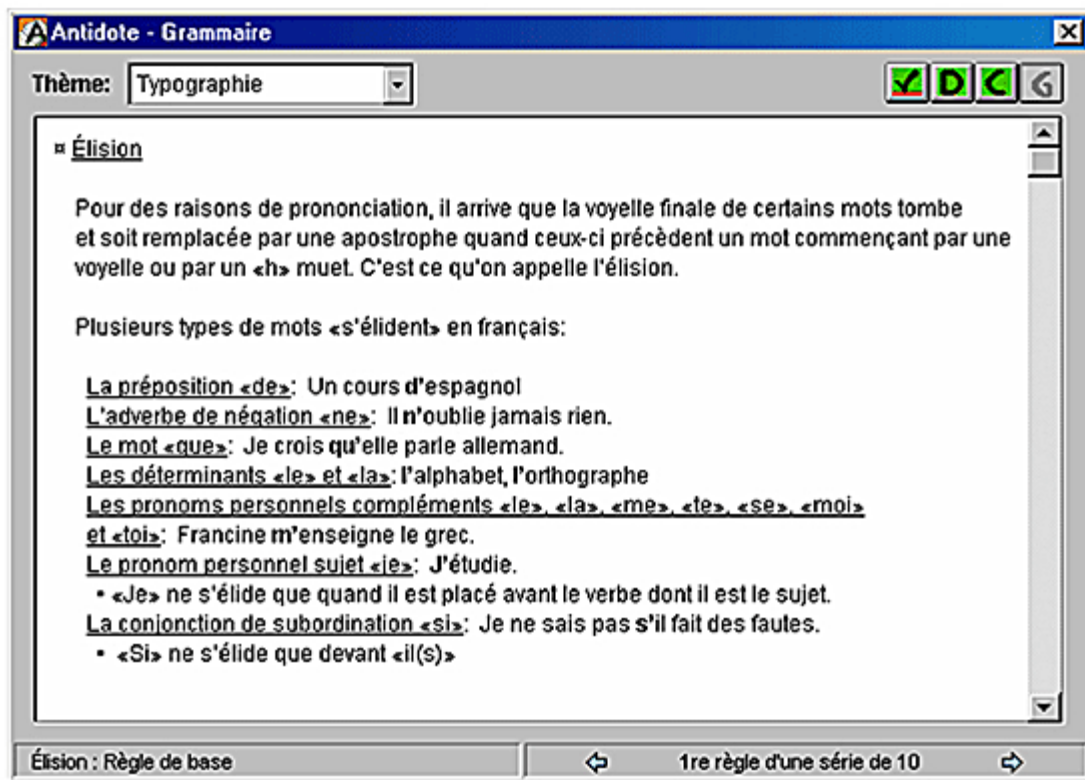 Antidote - Grammaire
Thème: Typographie
¤ Élision
Pour des raisons de prononciation, il arrive que la voyelle finale de certains mots tombe
et soit remplacée par une apostrophe quand ceux-ci précèdent un mot commençant par une
voyelle ou par un «h» muet. C'est ce qu'on appelle l'élision.
Plusieurs types de mots «s'élident» en français:
La préposition «de»: Un cours d'espagnol
L'adverbe de négation «ne»: Il n'oublie jamais rien.
Le mot «que»: Je crois qu'elle parle allemand.
Les déterminants «le» et «la»: l'alphabet, l'orthographe
Les pronoms personnels compléments «le», «la», «me», «te», «se», «moi»
et «toi»: Francine m'enseigne le grec.
Le pronom personnel sujet «je»: J'étudie.
• «Je» ne s'élide que quand il est placé avant le verbe dont il est le sujet.
La conjonction de subordination «si»: Je ne sais pas s'il fait des fautes.
• «Si» ne s'élide que devant «il(s)»
Élision : Règle de base
1re règle d'une série de 10